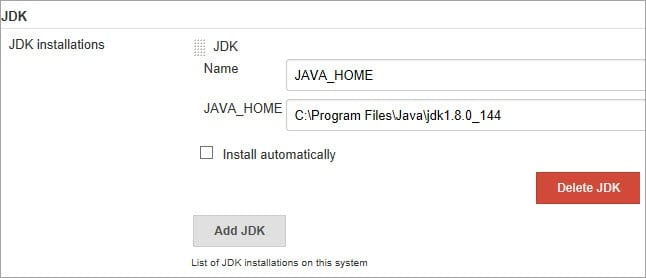 JDK
JDK installations
JDK
Name
JAVA_HOME
JAVA_HOME C:\Program Files\Java\jdk1.8.0_144
Install automatically
Delete JDK
Add JDK
List of JDK installations on this system